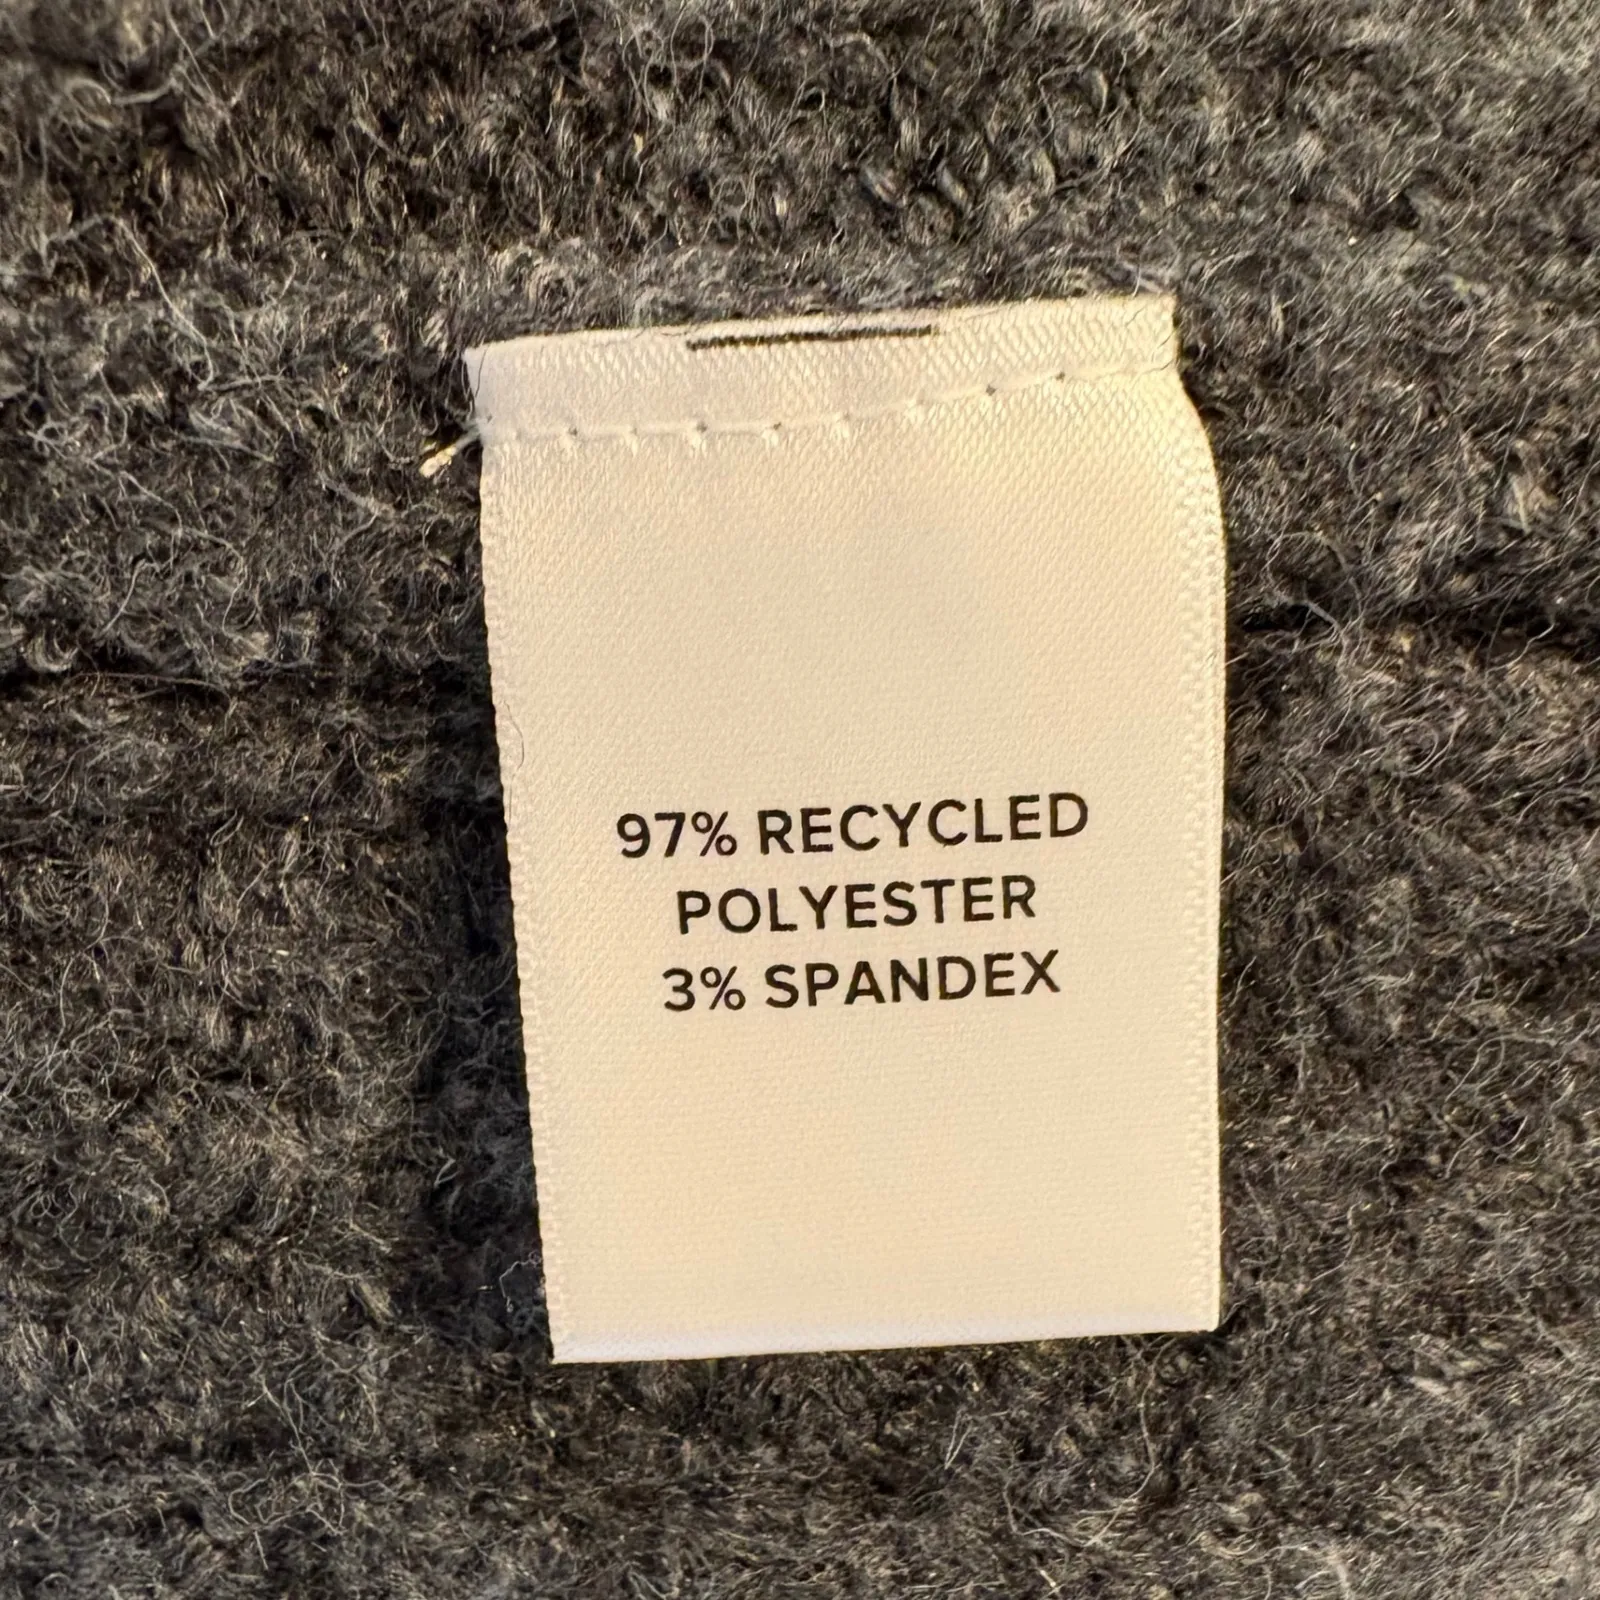 97% RECYCLED
POLYESTER
3% SPANDEX